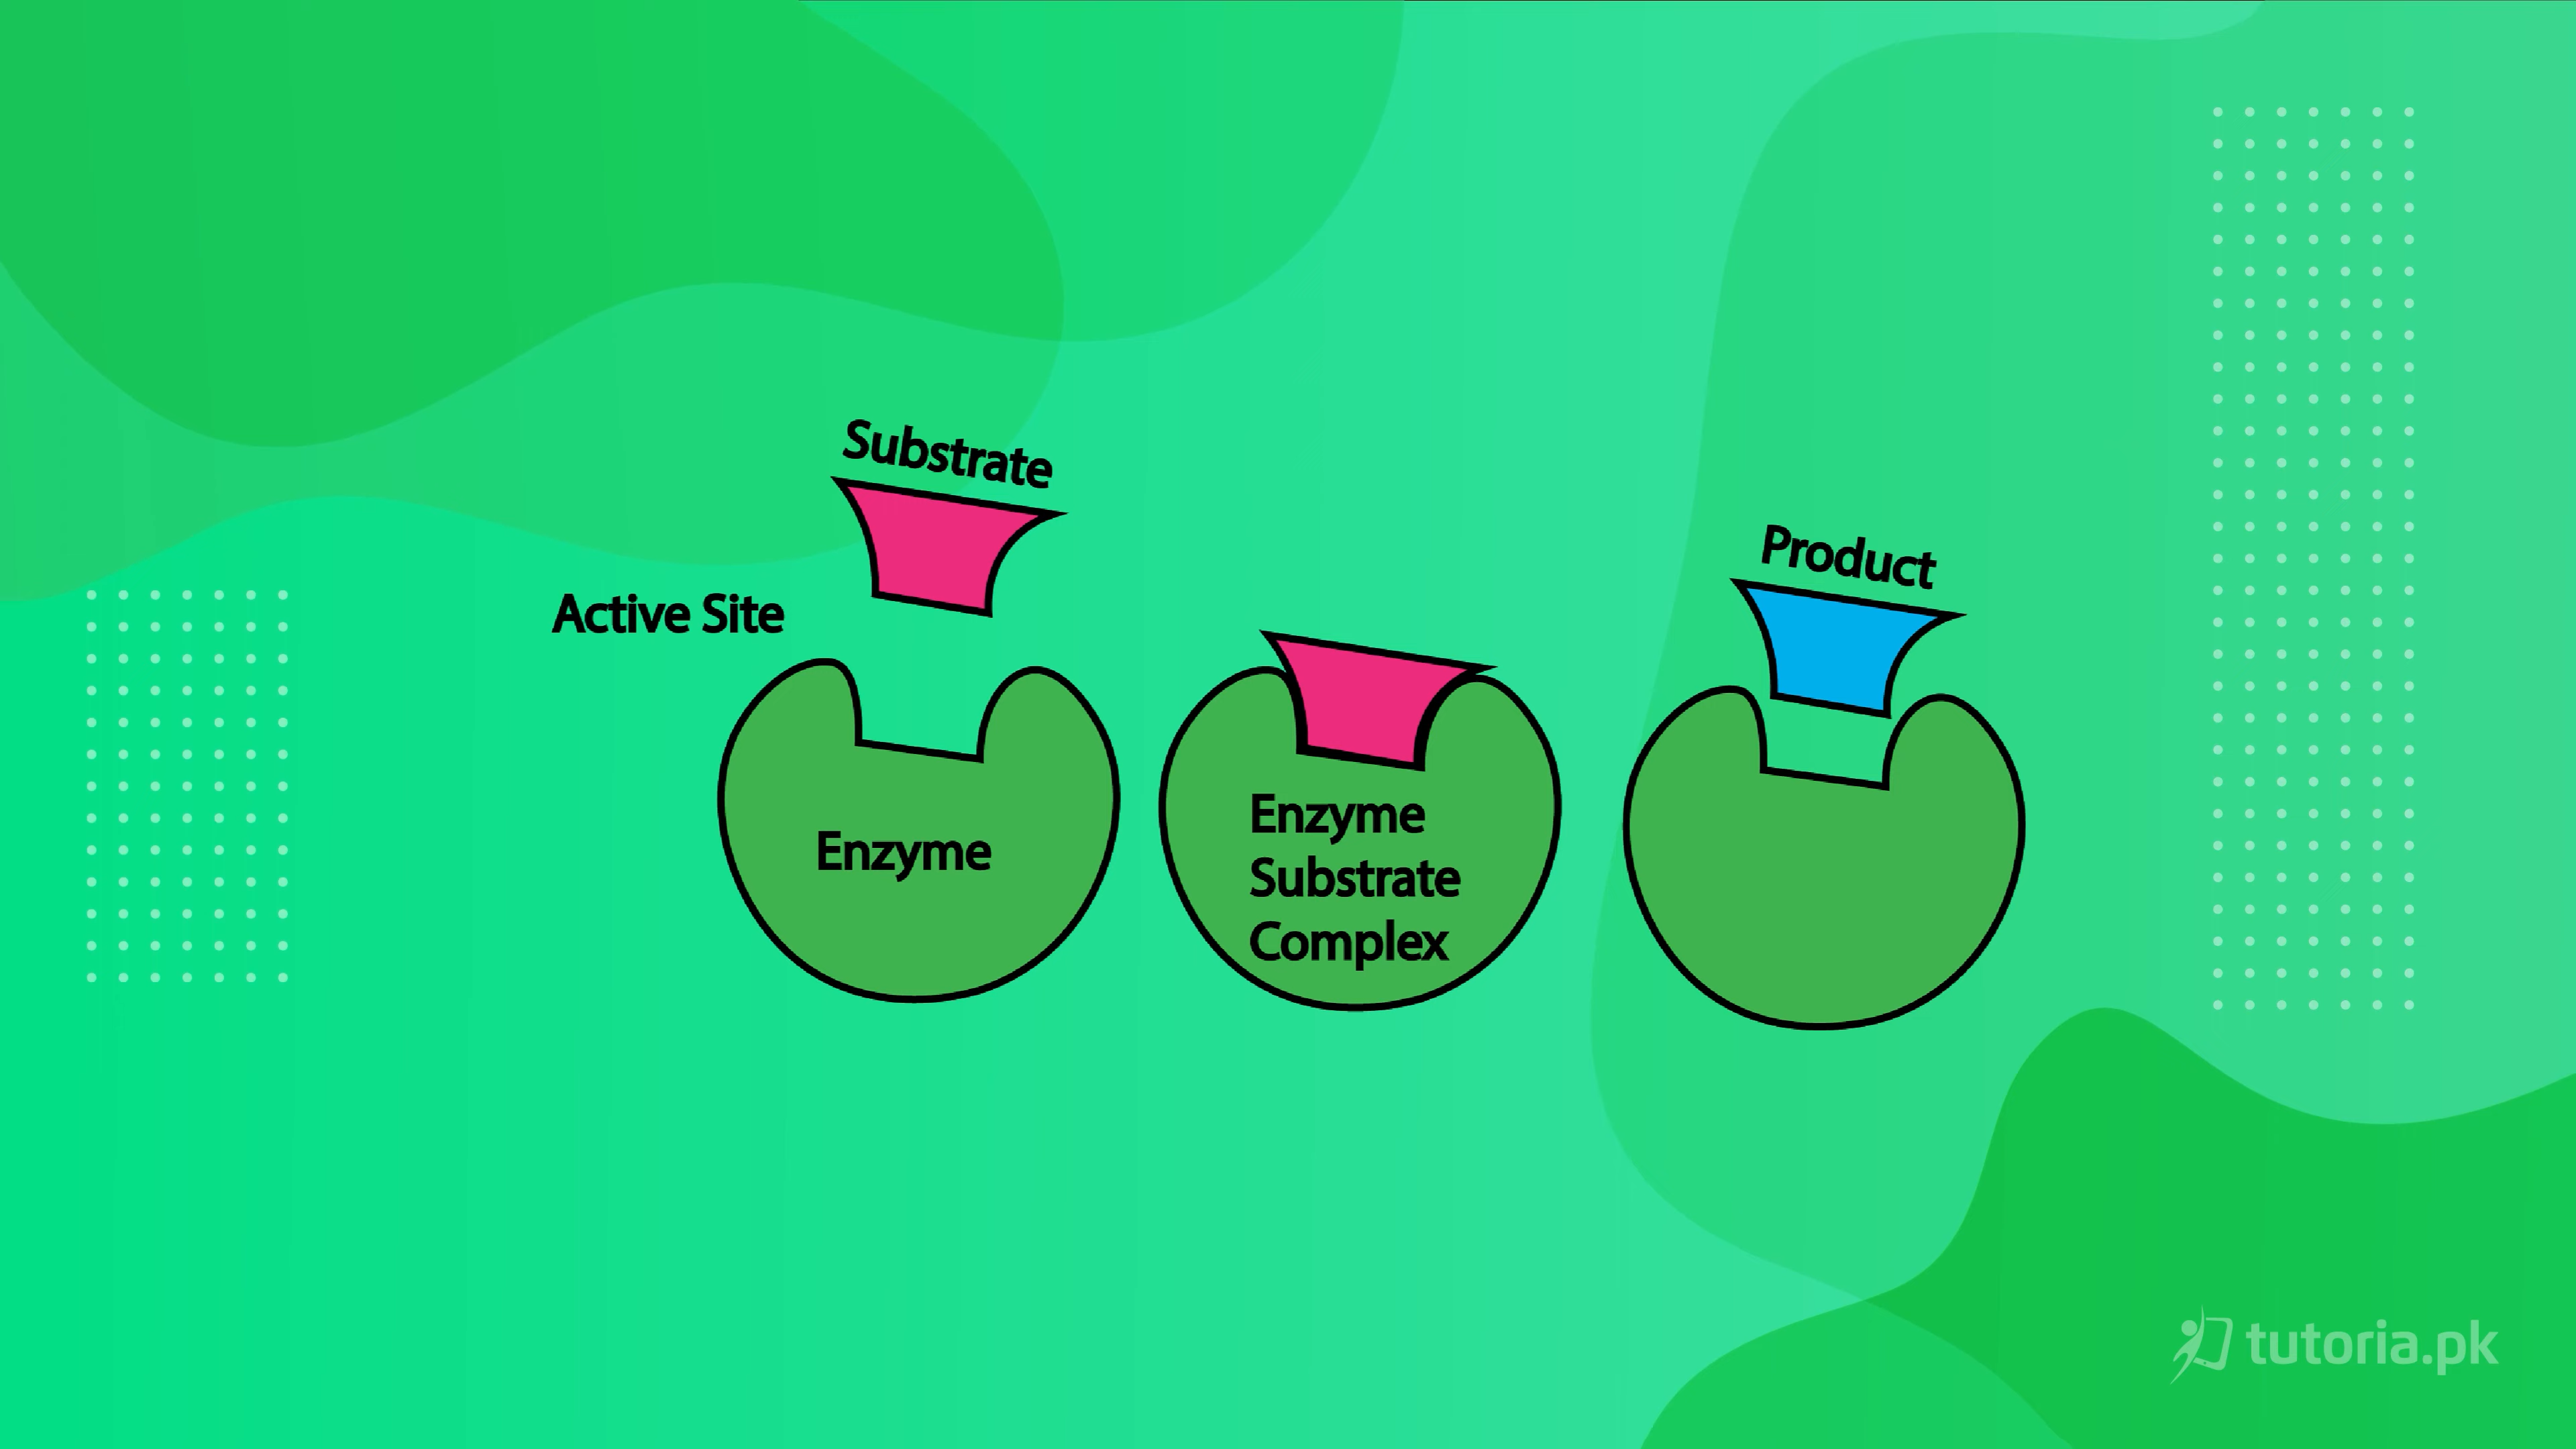 Substrate
Active Site
Enzyme
Enzyme
Substrate
Complex
Product
tutoria.pk